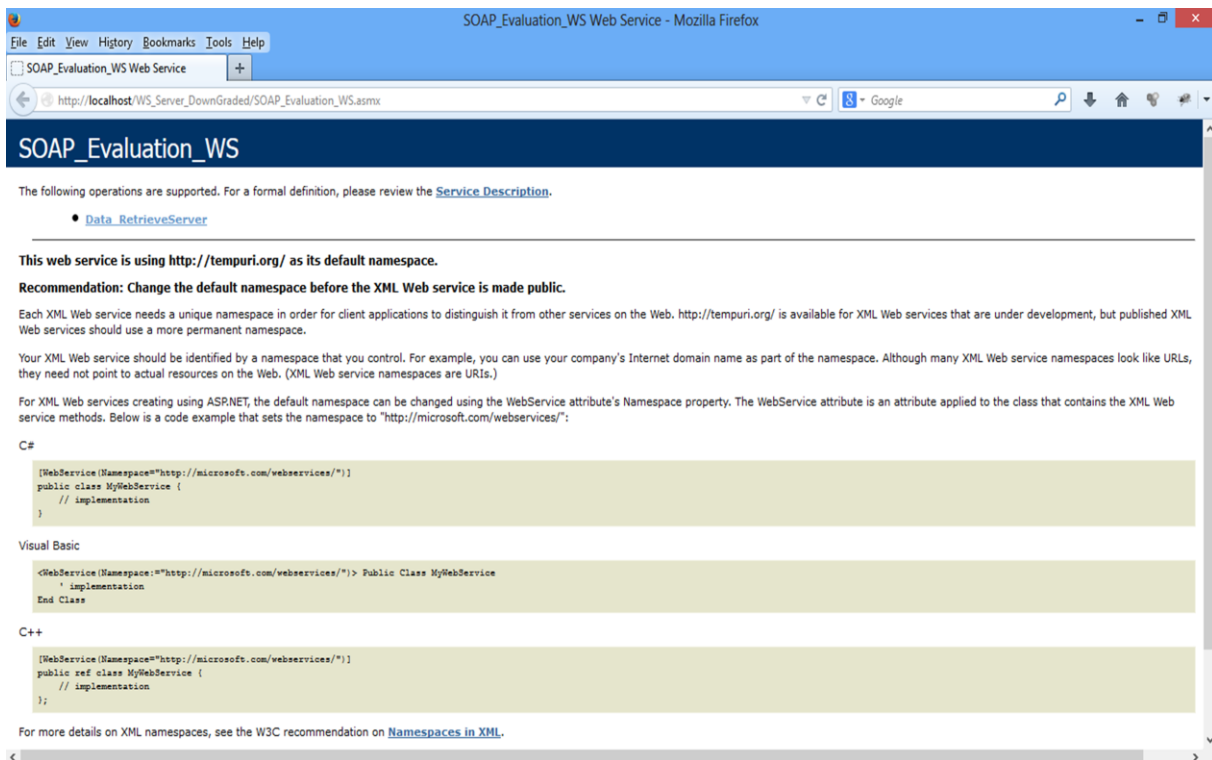 SOAP_Evaluation_WS Web Service - Mozilla Firefox
File Edit View History Bookmarks Tools Help
SOAP_Evaluation_WS Web Service
http://localhost/WS_Server_DownGraded/SOAP_Evaluation_WS.asmx
8 Google
SOAP_Evaluation_WS
The following operations are supported. For a formal definition, please review the Service Description.
Data_RetrieveServer
This web service is using http://tempuri.org/ as its default namespace.
Recommendation: Change the default namespace before the XML Web service is made public.
Each XML Web service needs a unique namespace in order for client applications to distinguish it from other services on the Web. http://tempuri.org/ is available for XML Web services that are under development, but published XML
Web services should use a more permanent namespace.
Your XML Web service should be identified by a namespace that you control. For example, you can use your company's Internet domain name as part of the namespace. Although many XML Web service namespaces look like URLs,
they need not point to actual resources on the Web. (XML Web service namespaces are URIs.)
For XML Web services creating using ASP.NET, the default namespace can be changed using the WebService attribute's Namespace property. The WebService attribute is an attribute applied to the class that contains the XML Web
service methods. Below is a code example that sets the namespace to "http://microsoft.com/webservices/":
C#
[WebService(Namespace="http://microsoft.com/webservices/")]
public class MyWebService {
// implementation
}
Visual Basic
<WebService(Namespace:="http://microsoft.com/webservices/")> Public Class MyWebService
' implementation
End Class
C++
[WebService(Namespace="http://microsoft.com/webservices/")]
public ref class MyWebService {
// implementation
};
For more details on XML namespaces, see the W3C recommendation on Namespaces in XML.